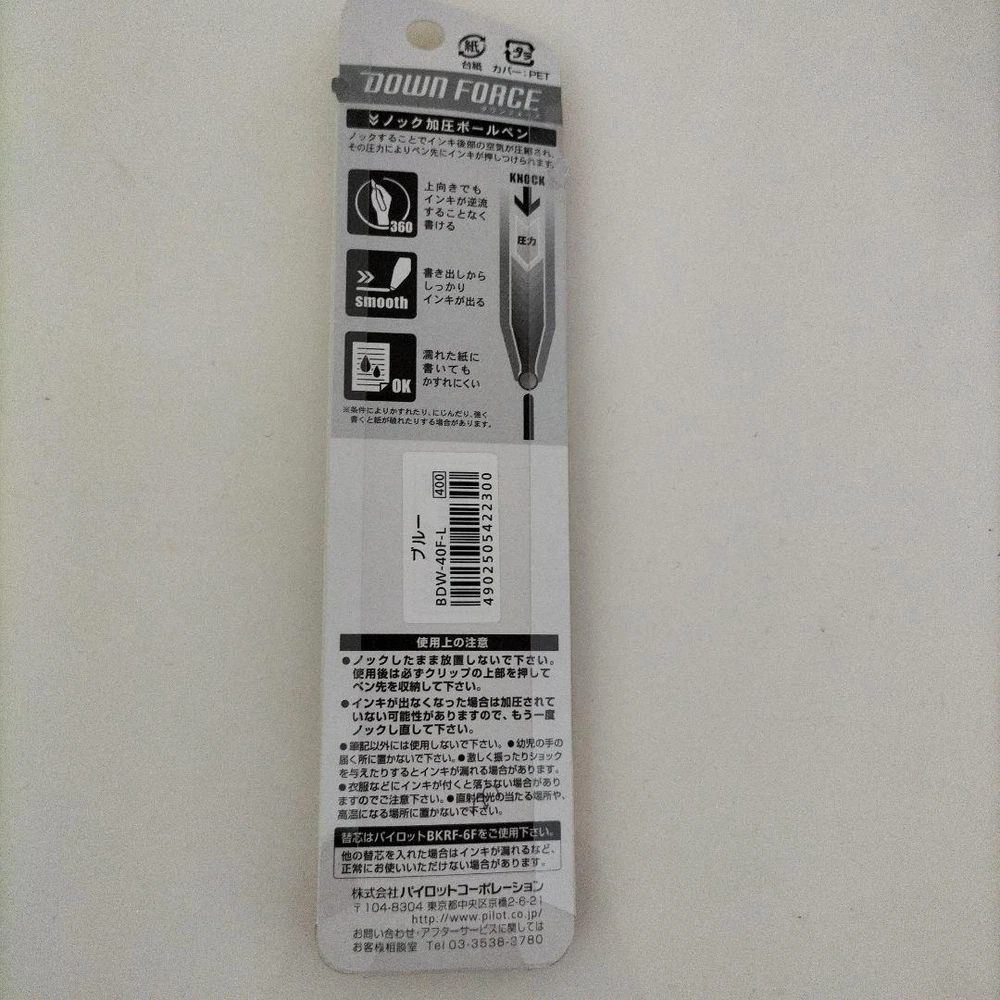 紙
台紙
プラ
カバー:PET
DOWN FORCE
ダウンフォース
ノック加圧ボールペン
ノックすることでインキ後部の空気が圧縮され、
その圧力によりペン先にインキが押しつけられます。
KNOCK
圧力
360
上向きでも
インキが逆流
することなく
書ける
smooth
書き出しから
しっかり
インキが出る
OK
濡れた紙に
書いても
かすれにくい
※条件によりかすれたり、にじんだり、強く
書くと紙が破れたりする場合があります。
ブルー
BDW-40F-L 400
4902505422300
使用上の注意
●ノックしたまま放置しないで下さい。
使用後は必ずクリップの上部を押して
ペン先を収納して下さい。
●インキが出なくなった場合は加圧されて
いない可能性がありますので、もう一度
ノックし直して下さい。
●筆記以外には使用しないで下さい。●幼児の手の
届く所に置かないで下さい。●激しく振ったりショック
を与えたりするとインキが漏れる場合があります。
●衣服などにインキが付くと落ちない場合があり
ますのでご注意下さい。●直射日光の当たる場所や、
高温になる場所に置かないで下さい。
替芯はパイロットBKRF-6Fをご使用下さい。
他の替芯を入れた場合はインキが漏れるなど、
正常にお使いいただけない場合があります。
株式会社パイロットコーポレーション
〒104-8304 東京都中央区京橋2-6-21
http://www.pilot.co.jp/
お問い合わせ・アフターサービスに関しては
お客様相談室 Tel 03-3538-3780